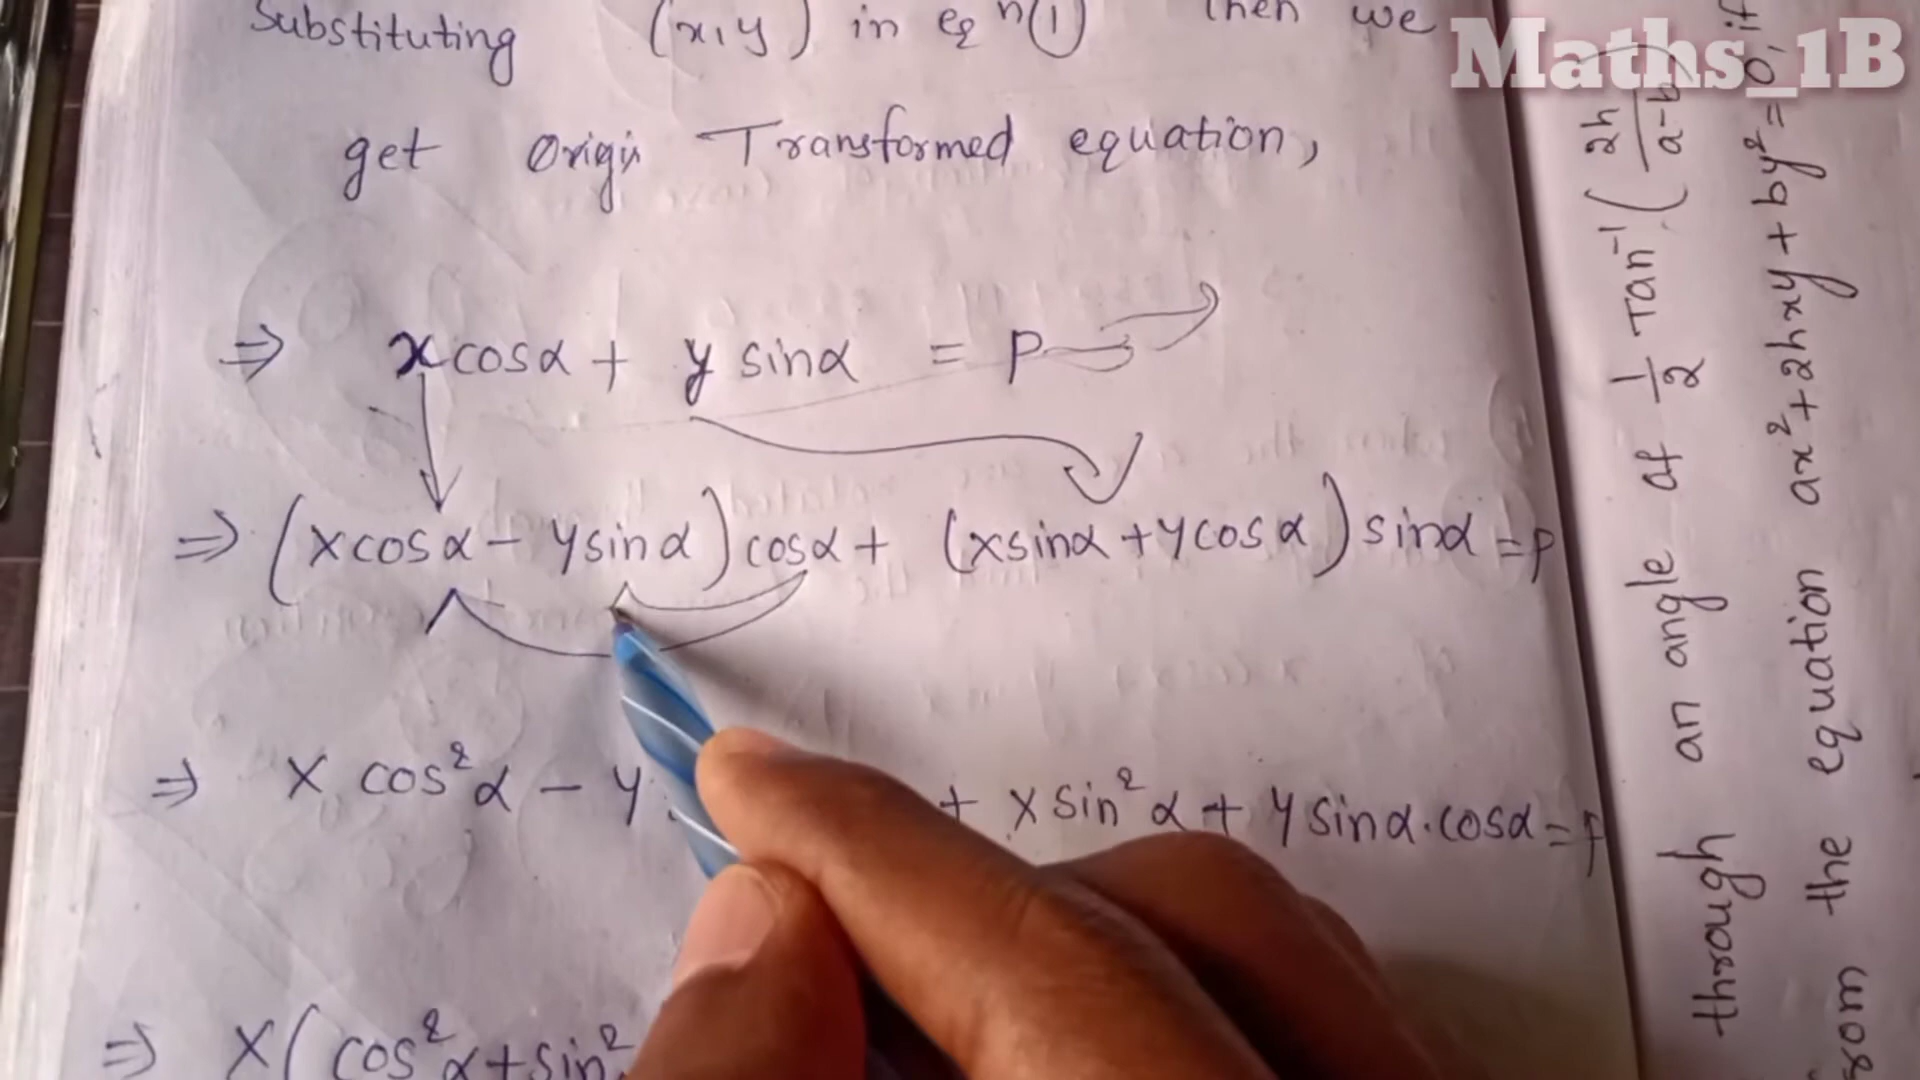 Substituting (x,y) in eqⁿ(1) Then we
get Origin Transformed equation,
⇒ x cosα + y sinα = P
⇒ (X cosα - Y sinα) cosα + (X sinα + Y cosα) sinα = P
⇒ X cos²α - Y + X sin²α + Y sinα.cosα =
⇒ X(cos²α+sin²
Maths_1B
through an angle of 1/2 Tan⁻¹(2h/a-b)
the equation ax²+2hxy+by²=0, if